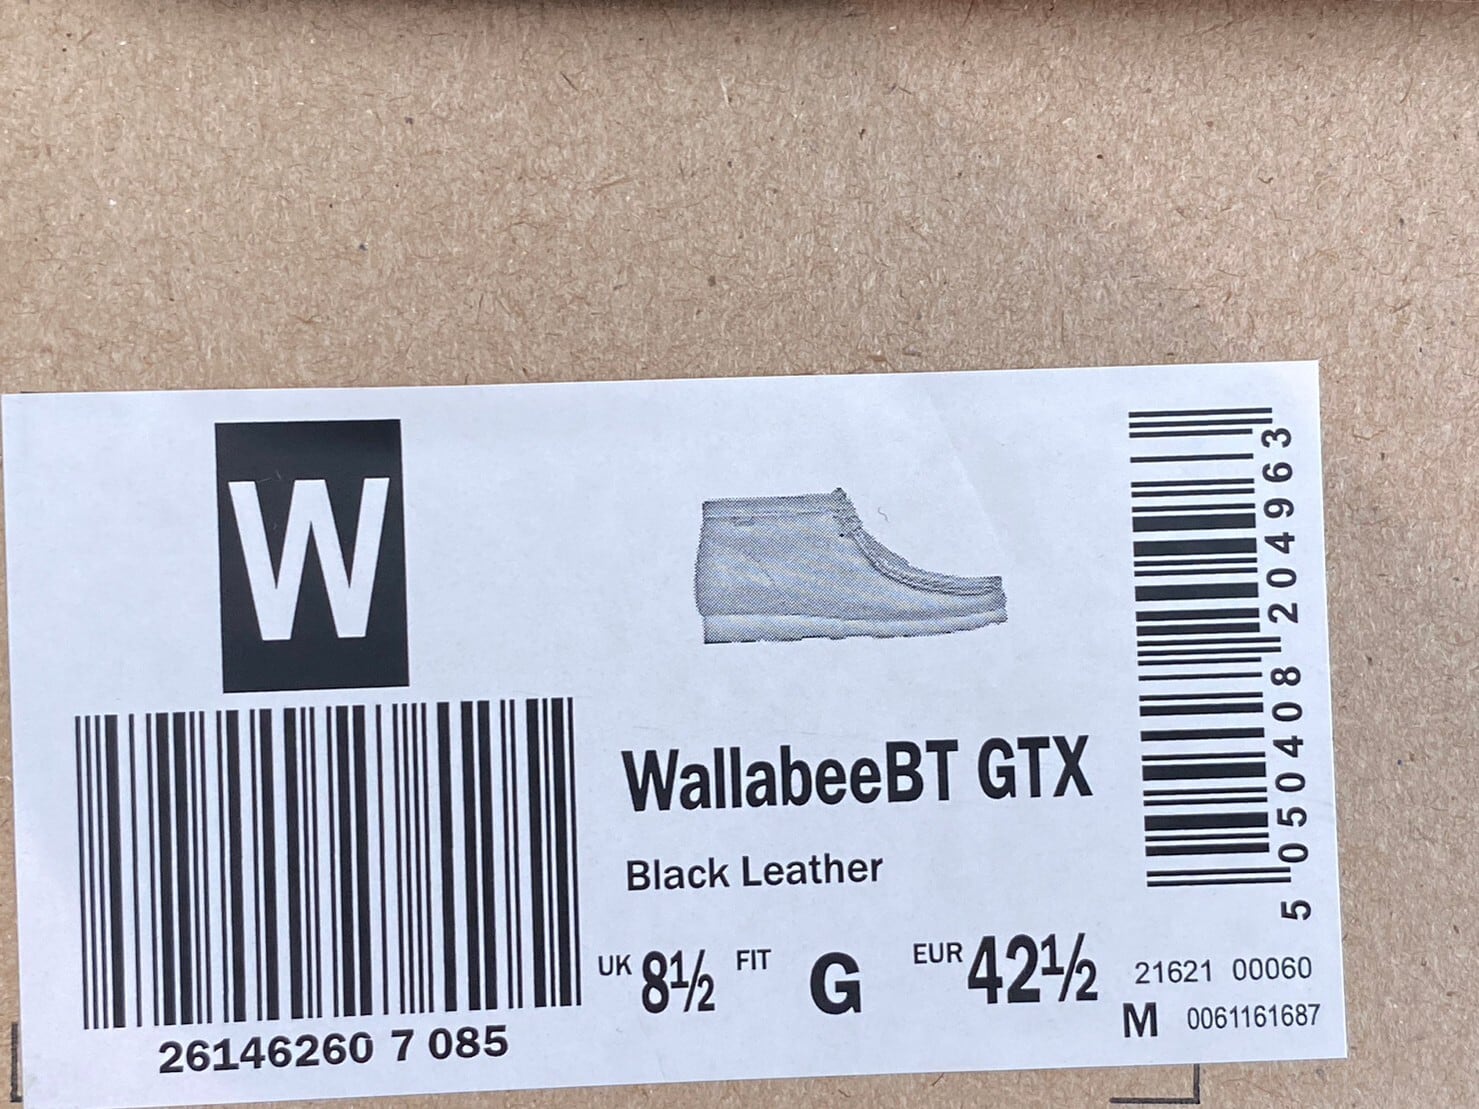 W
WallabeeBT GTX
Black Leather
UK 8½ FIT G EUR 42½
26146260 7 085
5 050408 204963
21621 00060
M 0061161687